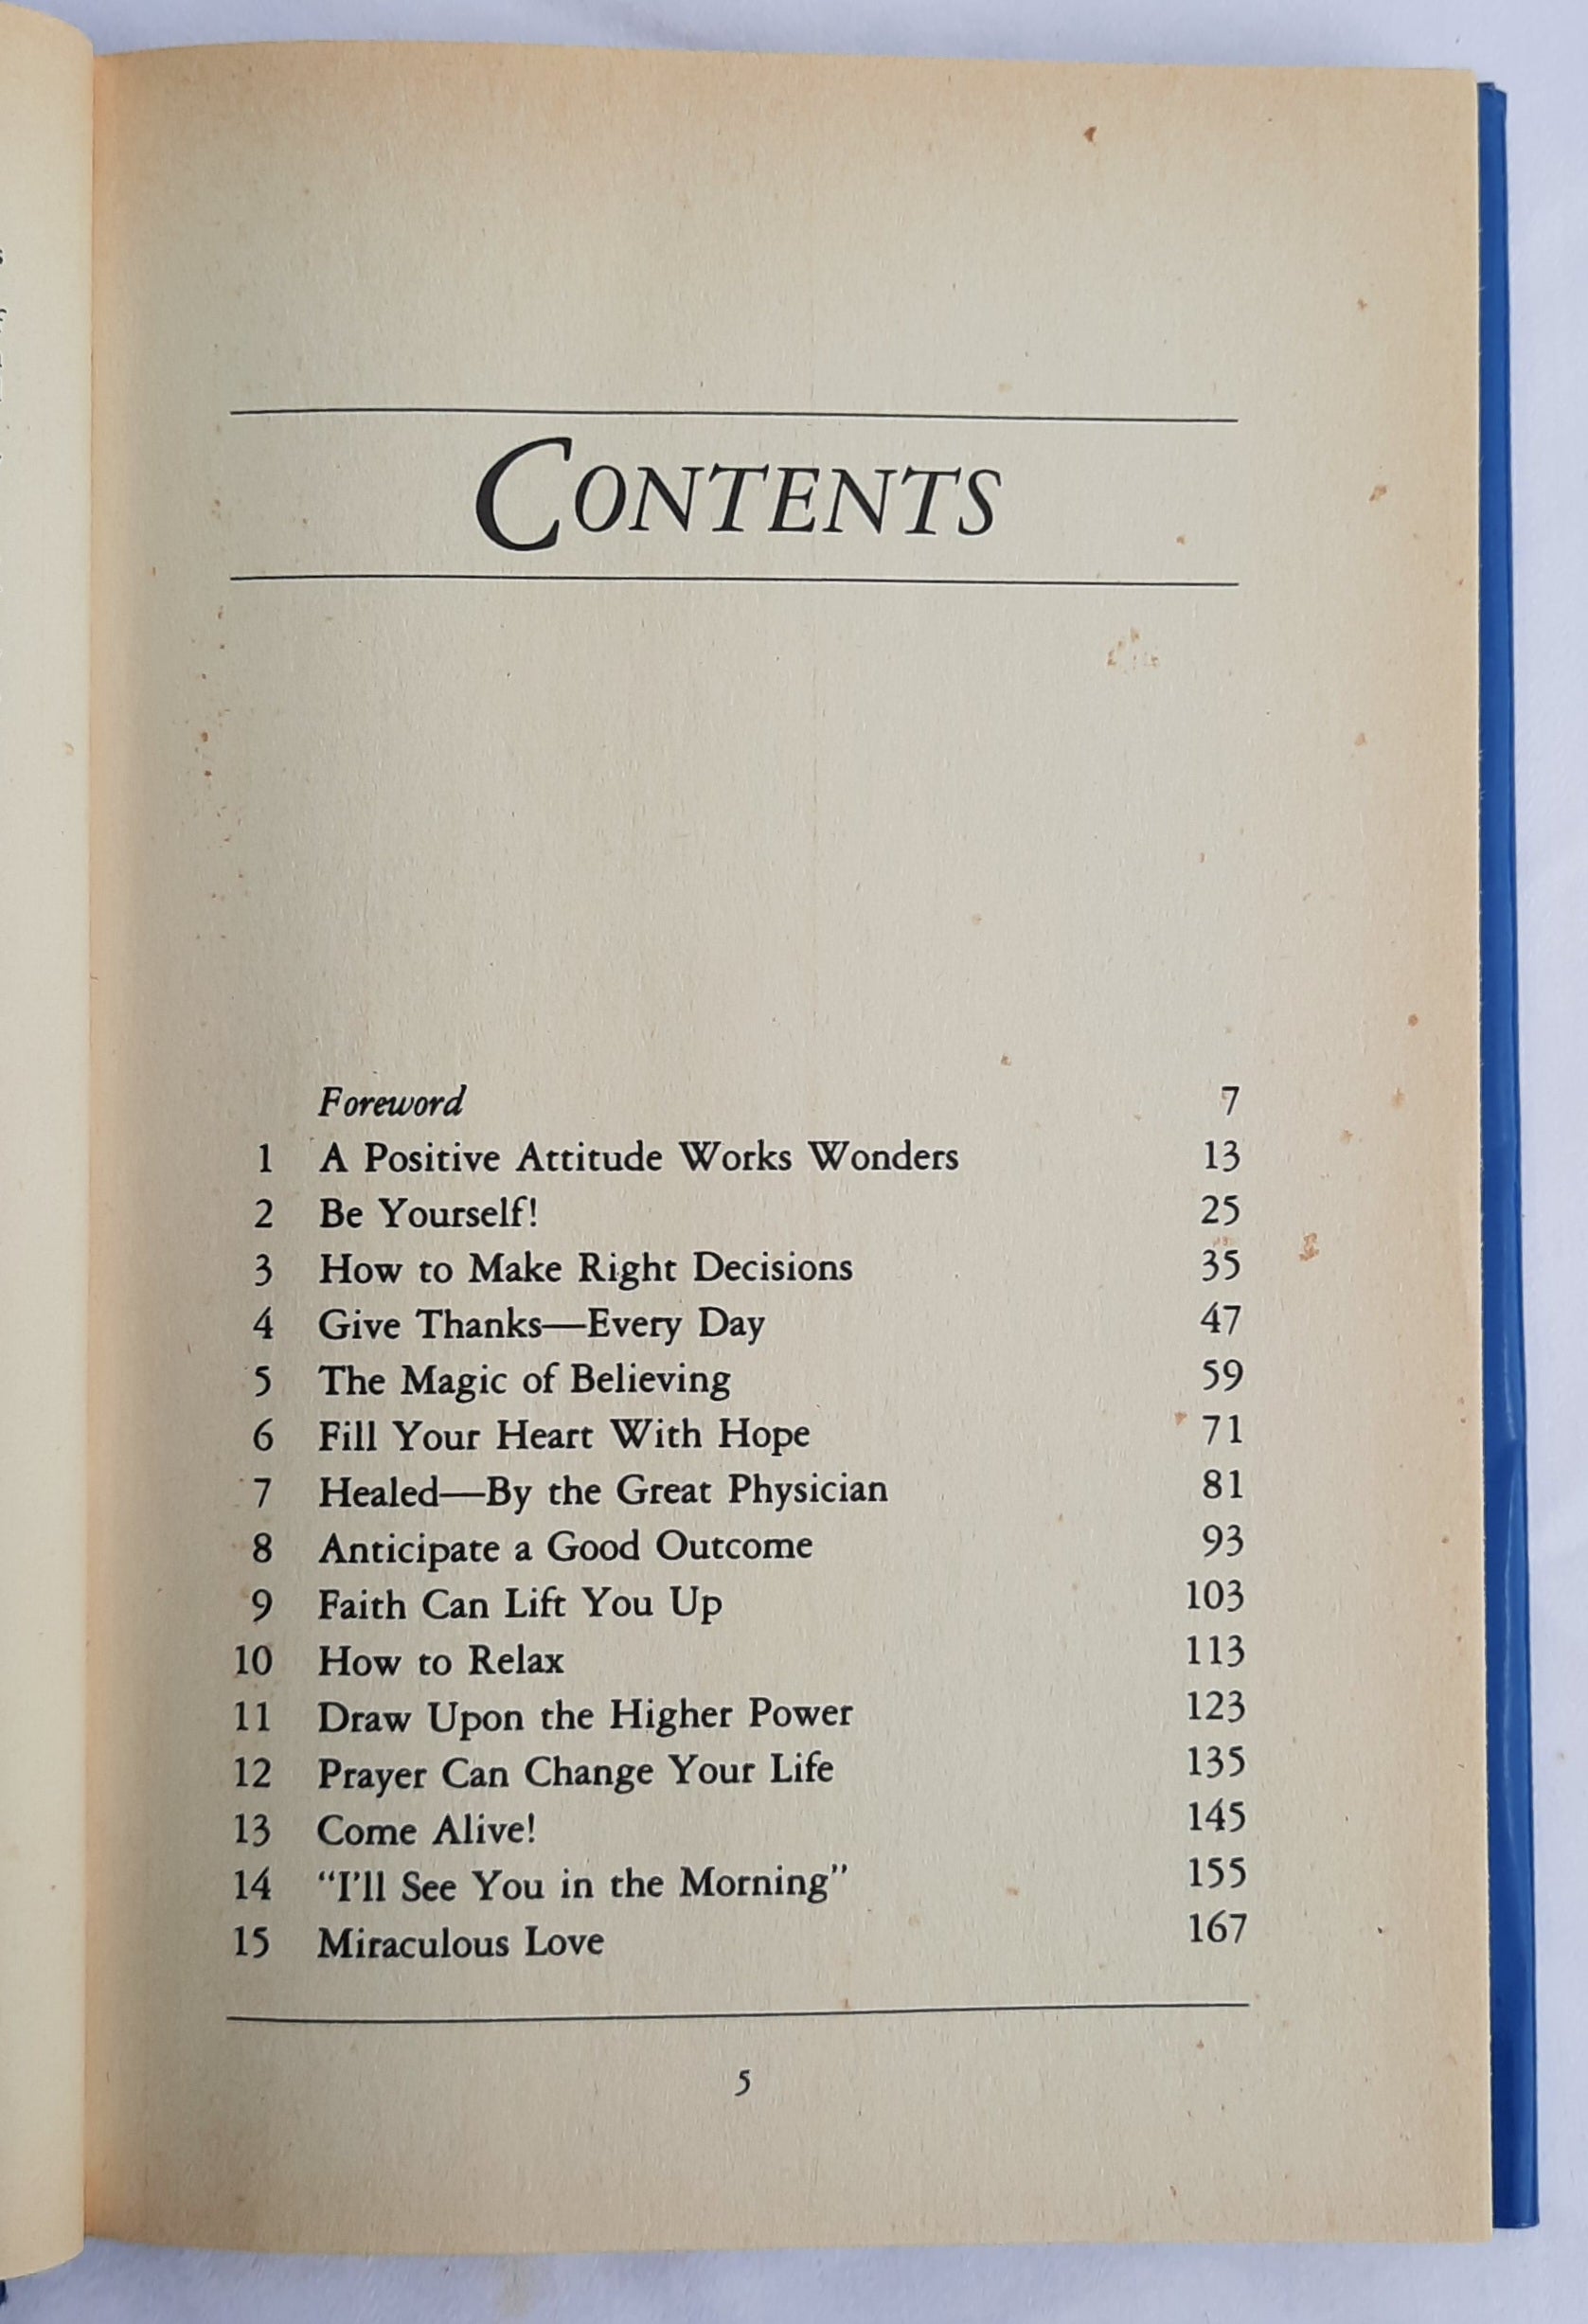 CONTENTS
Foreword 7
1 A Positive Attitude Works Wonders 13
2 Be Yourself! 25
3 How to Make Right Decisions 35
4 Give Thanks—Every Day 47
5 The Magic of Believing 59
6 Fill Your Heart With Hope 71
7 Healed—By the Great Physician 81
8 Anticipate a Good Outcome 93
9 Faith Can Lift You Up 103
10 How to Relax 113
11 Draw Upon the Higher Power 123
12 Prayer Can Change Your Life 135
13 Come Alive! 145
14 “I’ll See You in the Morning” 155
15 Miraculous Love 167
5